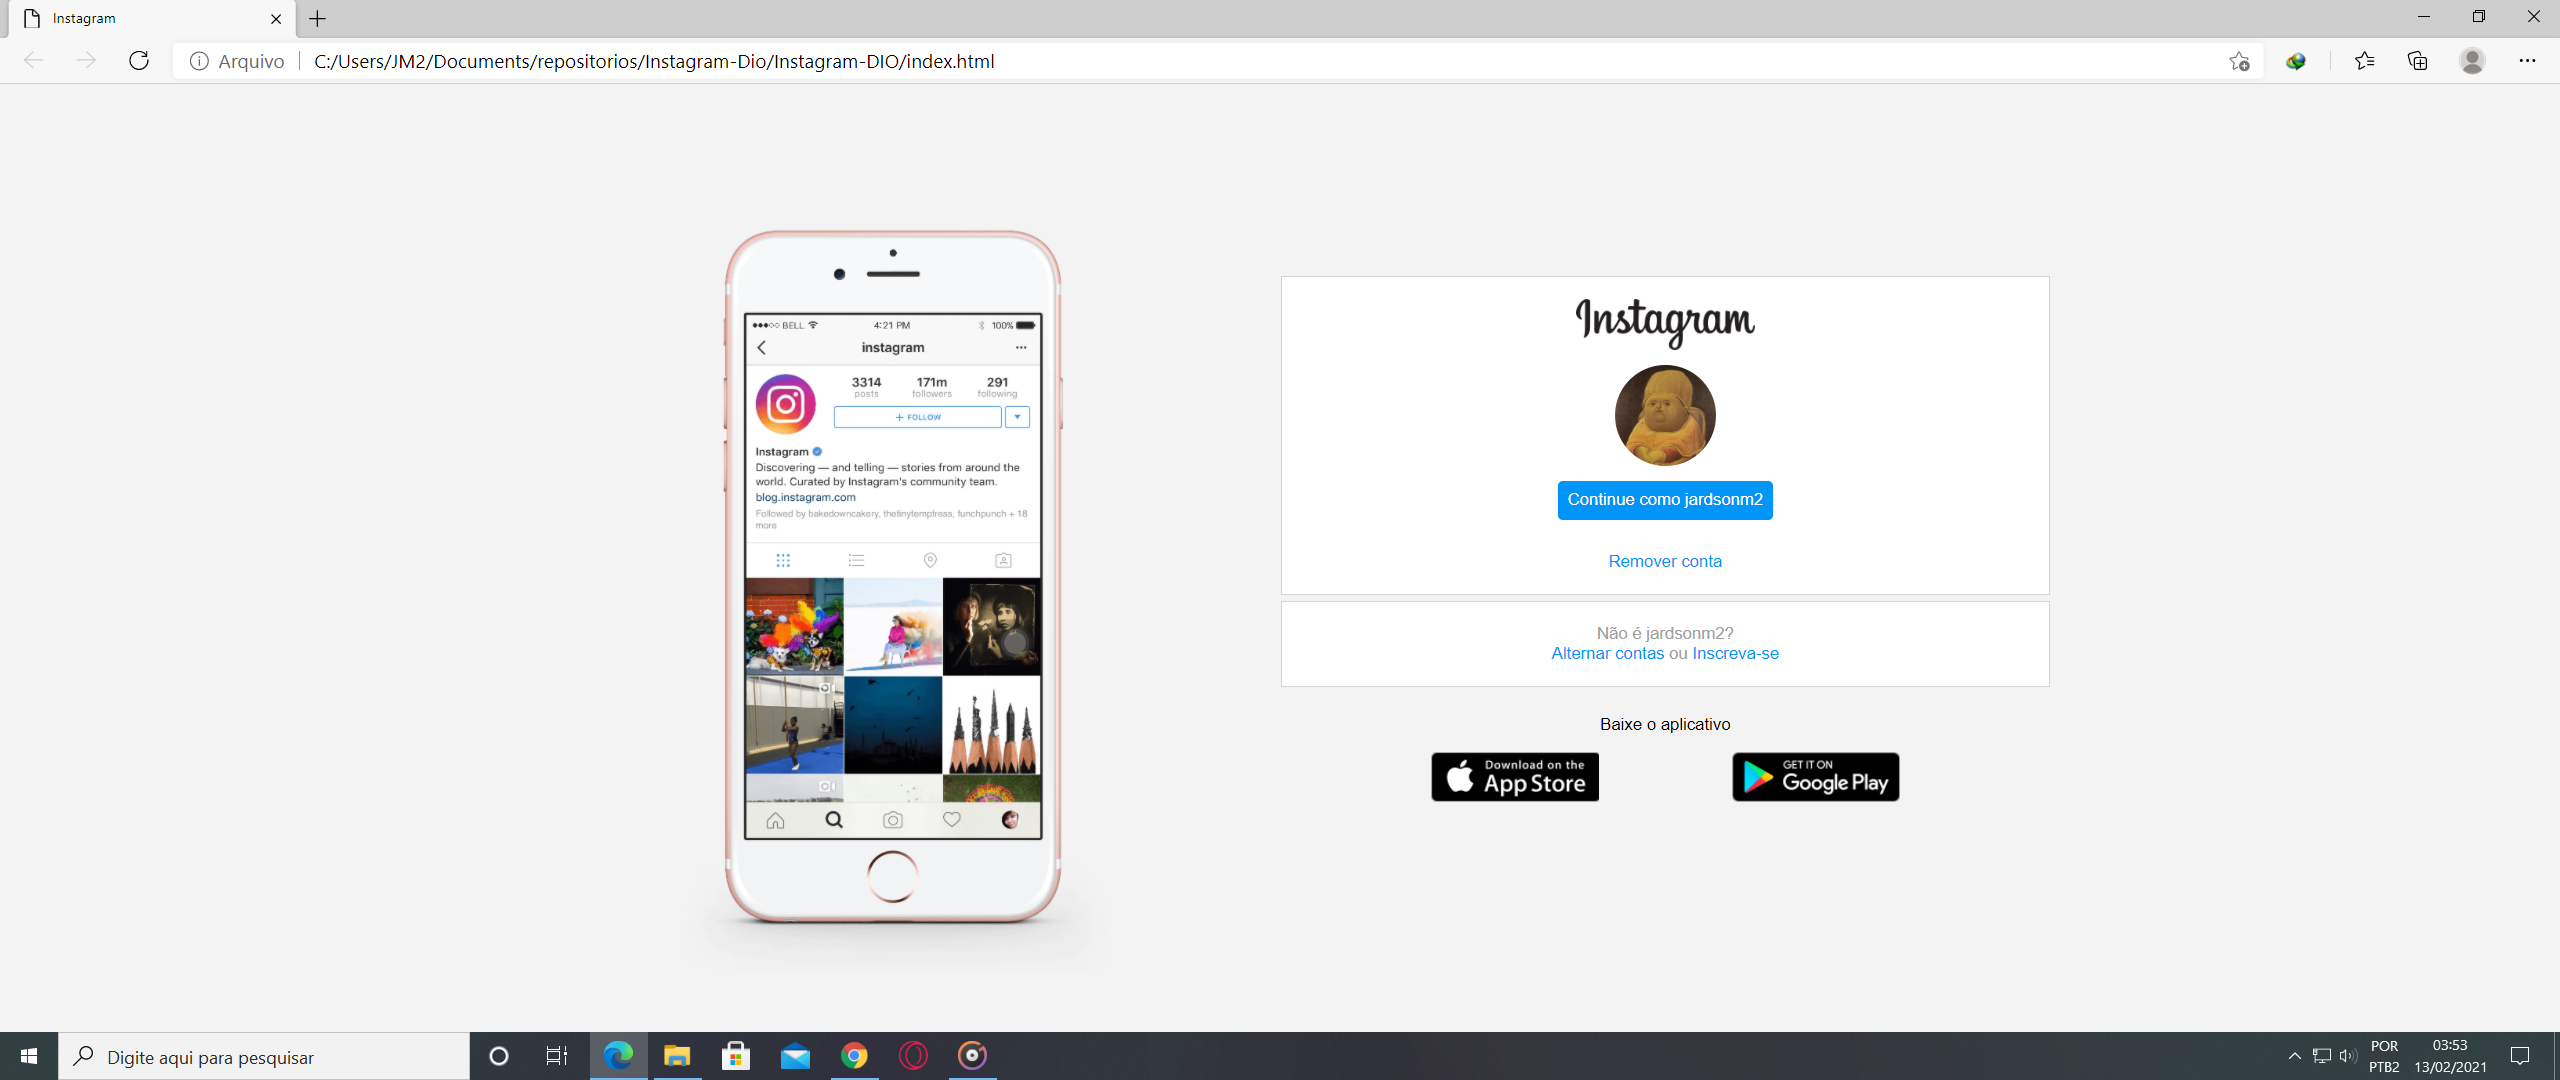 Instagram
Arquivo
C:/Users/JM2/Documents/repositorios/Instagram-Dio/Instagram-DIO/index.html
BELL
4:21 PM
100%
instagram
3314 171m 291
posts followers following
+ FOLLOW
Instagram
Discovering — and telling — stories from around the
world. Curated by Instagram's community team.
blog.instagram.com
Followed by bakedowncakery, thetinytemptress, funchpunch + 18
more
Instagram
Continue como jardsonm2
Remover conta
Não é jardsonm2?
Alternar contas ou Inscreva-se
Baixe o aplicativo
Download on the
App Store
GET IT ON
Google Play
Digite aqui para pesquisar
POR
PTB2
03:53
13/02/2021